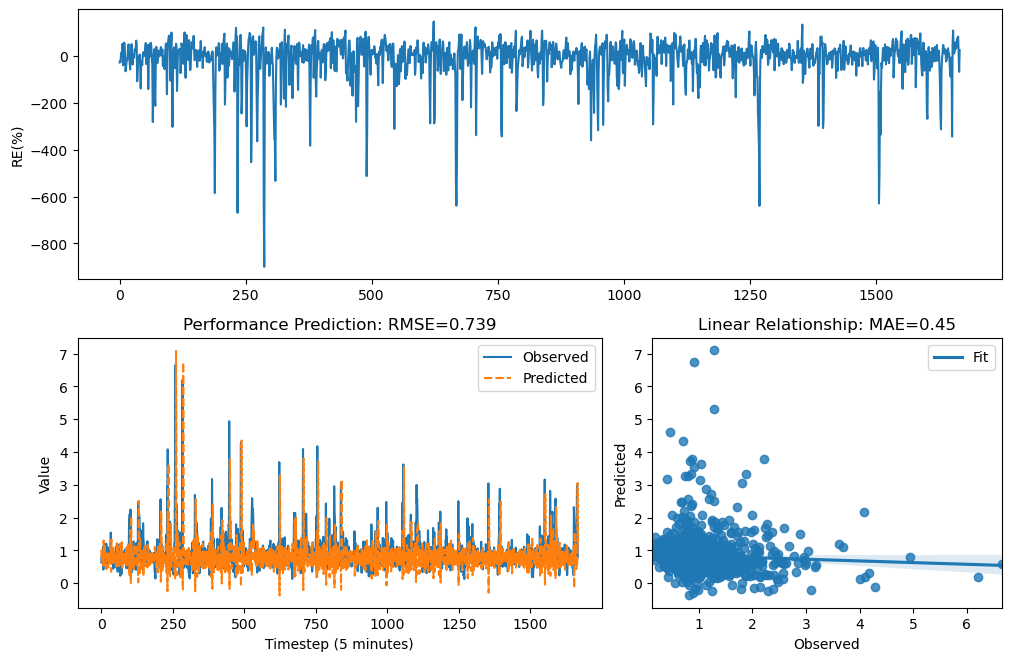 RE(%)
0
−200
−400
−600
−800
0 250 500 750 1000 1250 1500
Performance Prediction: RMSE=0.739
Value
7
6
5
4
3
2
1
0
Observed
Predicted
0 250 500 750 1000 1250 1500
Timestep (5 minutes)
Linear Relationship: MAE=0.45
Predicted
7
6
5
4
3
2
1
0
Fit
1 2 3 4 5 6
Observed